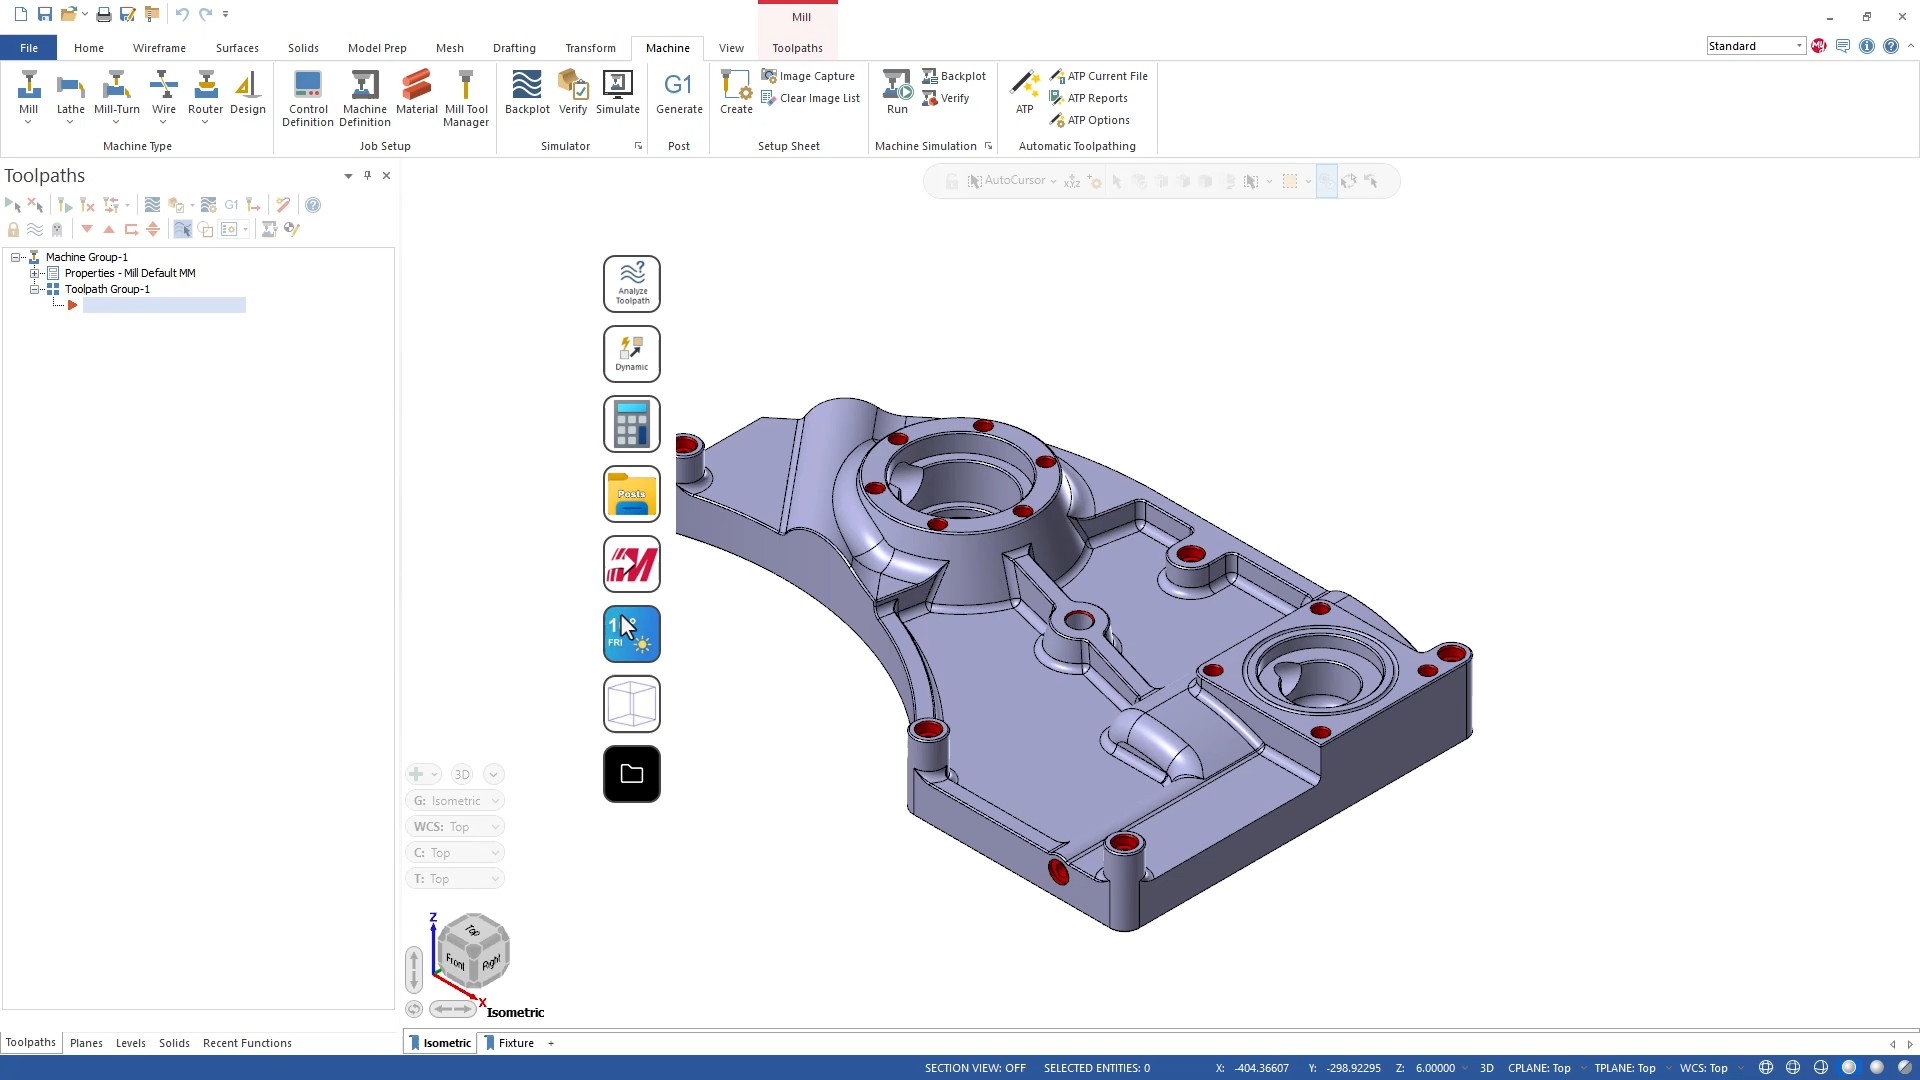 Mill
File
Home
Wireframe
Surfaces
Solids
Model Prep
Mesh
Drafting
Transform
Machine
View
Toolpaths
Standard
Mill
Lathe
Mill-Turn
Wire
Router
Design
Control Definition
Machine Definition
Material
Mill Tool Manager
Backplot
Verify
Simulate
G1
Generate
Create
Image Capture
Clear Image List
Run
Backplot
Verify
ATP
ATP Current File
ATP Reports
ATP Options
Machine Type
Job Setup
Simulator
Post
Setup Sheet
Machine Simulation
Automatic Toolpathing
Toolpaths
AutoCursor
XYZ
G1
Machine Group-1
Properties - Mill Default MM
Toolpath Group-1
Analyze
Toolpath
Dynamic
Posts
FRI
3D
G: Isometric
WCS: Top
C: Top
T: Top
Z
Top
Front
Right
X
Isometric
Toolpaths
Planes
Levels
Solids
Recent Functions
Isometric
Fixture
+
SECTION VIEW: OFF
SELECTED ENTITIES: 0
X: -404.36607
Y: -298.92295
Z: 6.00000
3D
CPLANE: Top
TPLANE: Top
WCS: Top